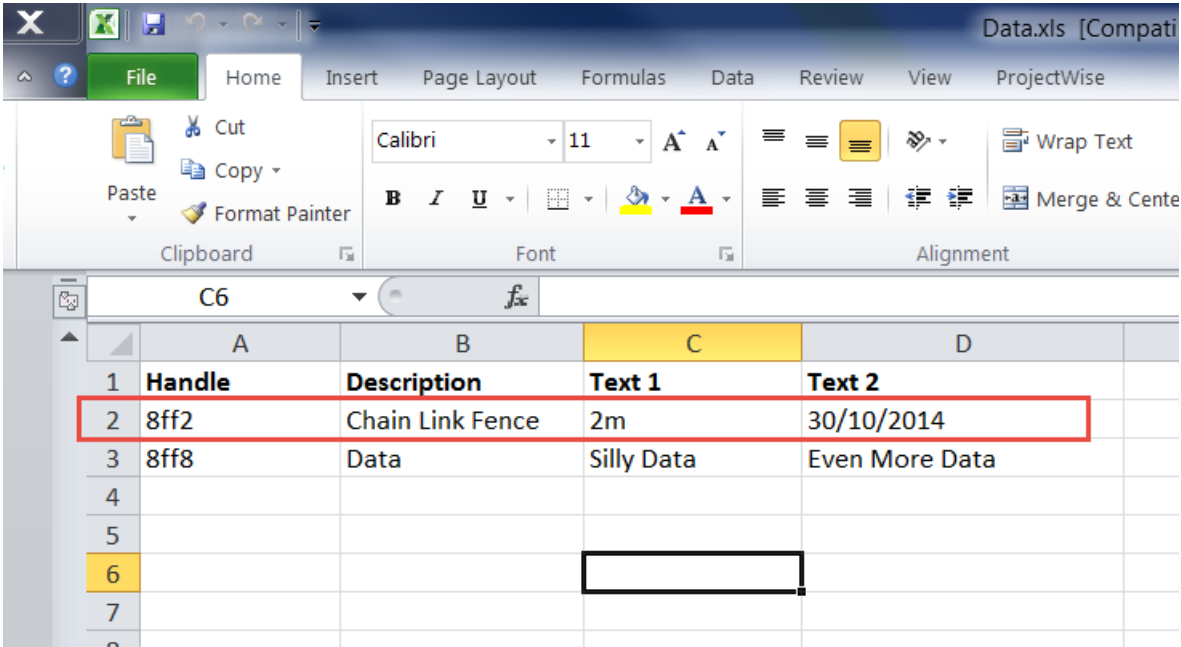 Data.xls [Compati
File Home Insert Page Layout Formulas Data Review View ProjectWise
Cut
Copy
Format Painter
Paste
Calibri 11
Wrap Text
B I U A
Merge & Cente
Clipboard Font Alignment
C6 fx
A B C D
1 Handle Description Text 1 Text 2
2 8ff2 Chain Link Fence 2m 30/10/2014
3 8ff8 Data Silly Data Even More Data
4
5
6
7